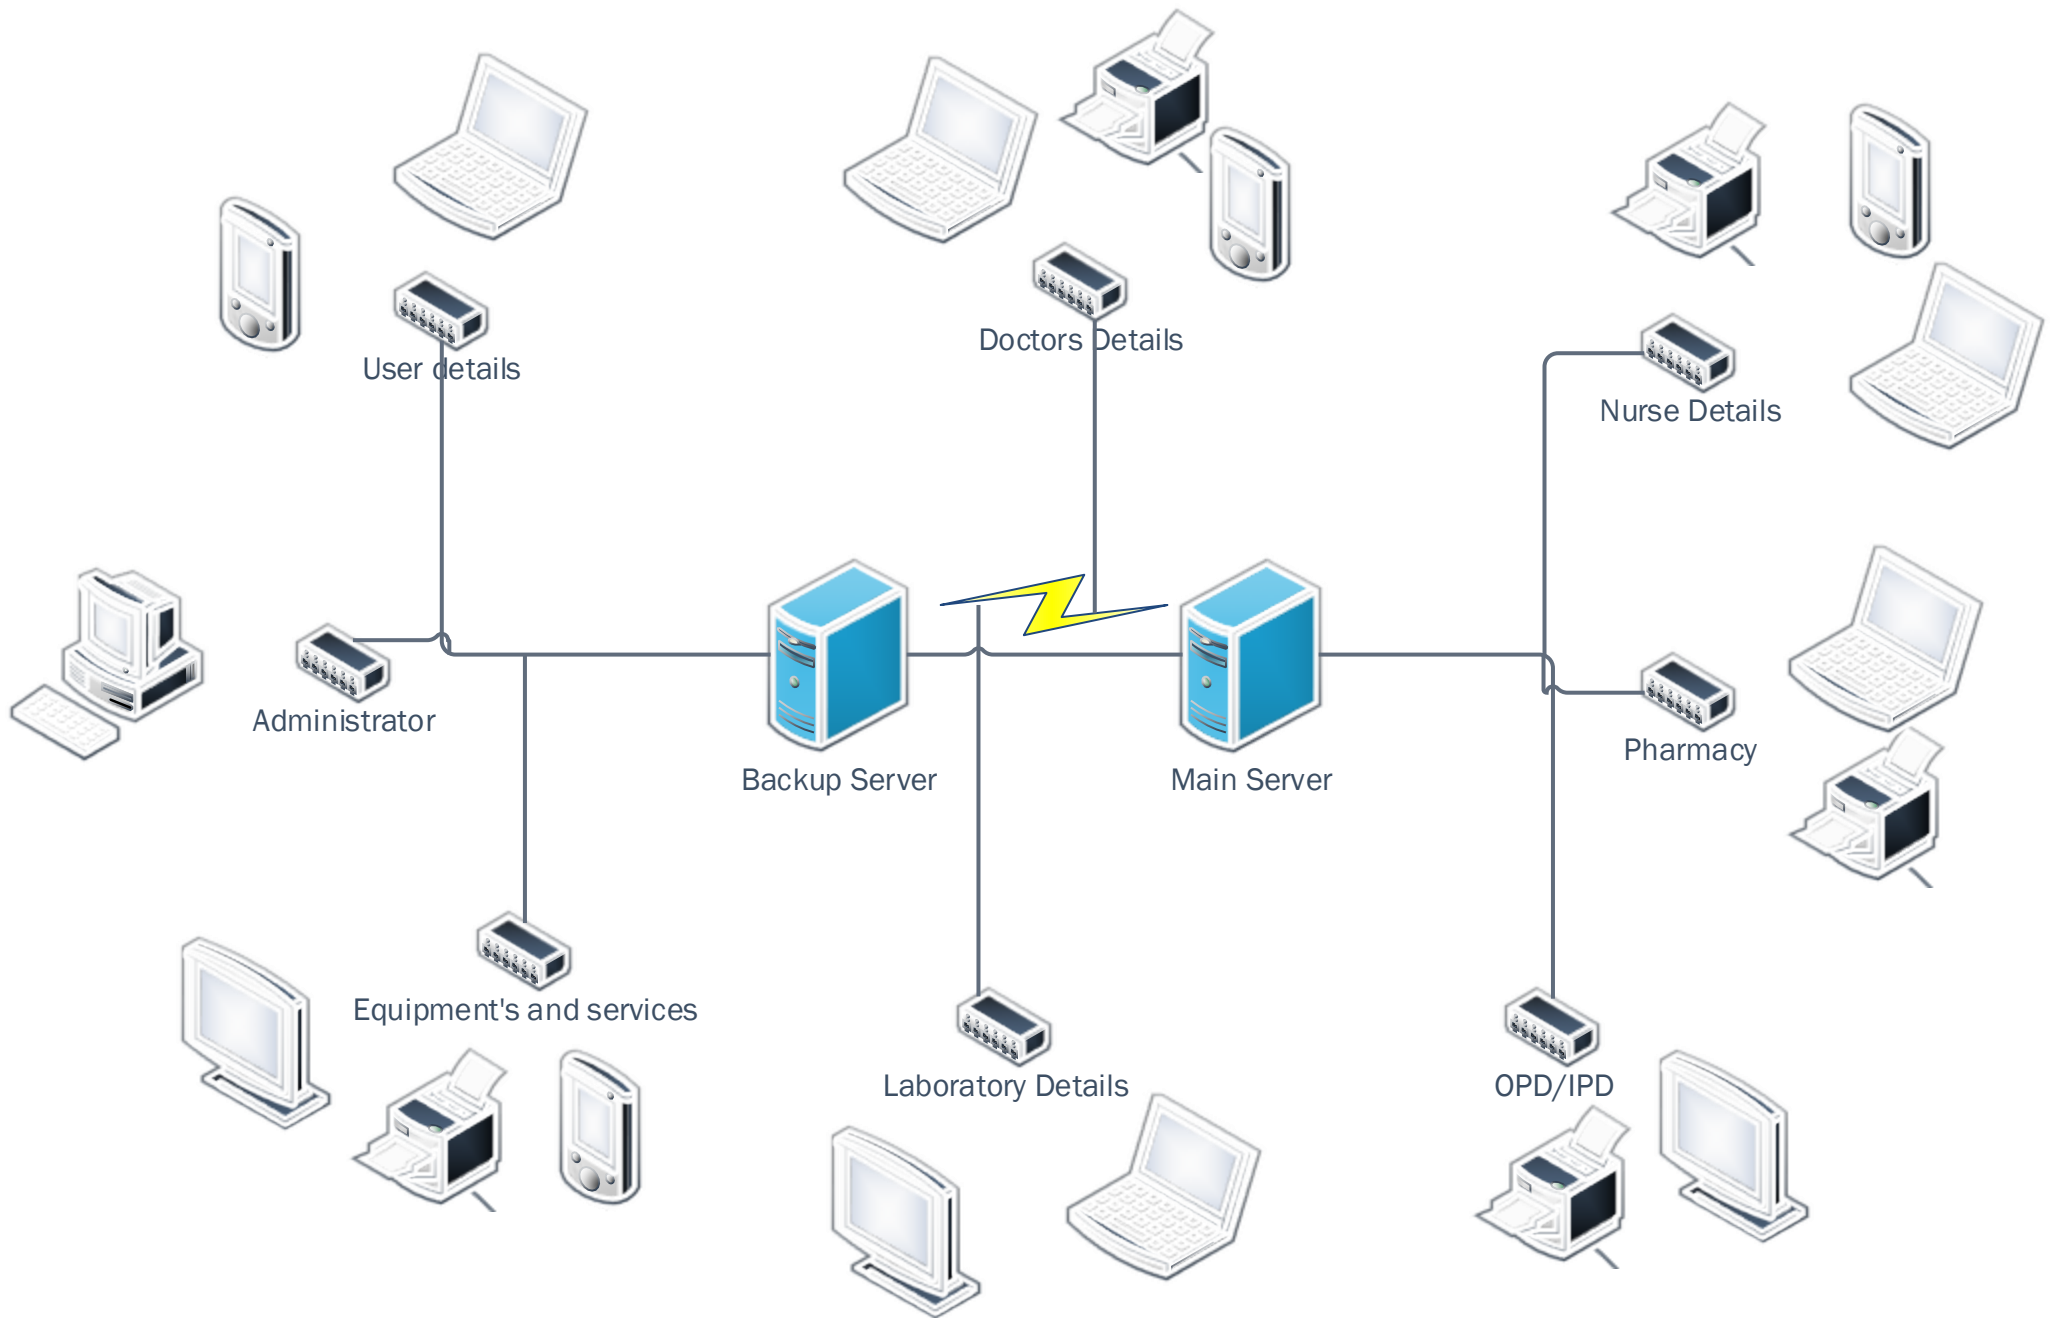 Doctors Details
User details
Nurse Details
Administrator
Pharmacy
Backup Server
Main Server
Equipment's and services
Laboratory Details
OPD/IPD